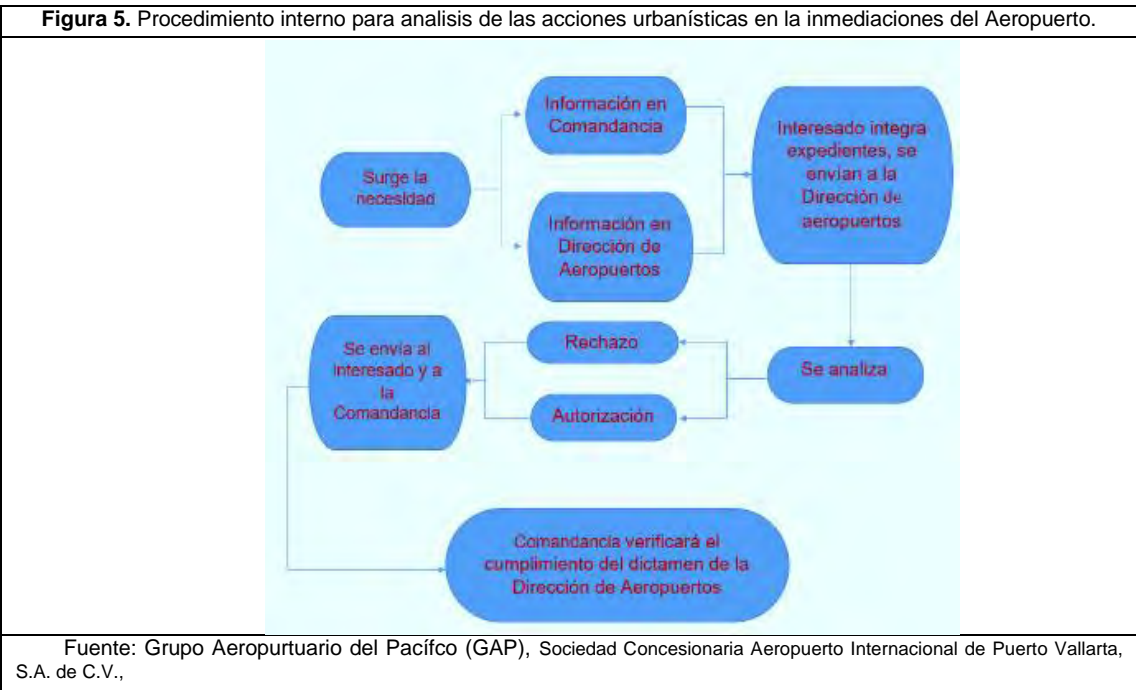 Figura 5. Procedimiento interno para analisis de las acciones urbanísticas en la inmediaciones del Aeropuerto.
Surge la
necesidad
Información en
Comandancia
Información en
Dirección de
Aeropuertos
Interesado integra
expedientes, se
envían a la
Dirección de
aeropuertos
Se analiza
Rechazo
Autorización
Se envía al
interesado y a
la
Comandancia
Comandancia verificará el
cumplimiento del dictamen de la
Dirección de Aeropuertos
Fuente: Grupo Aeropurtuario del Pacífco (GAP), Sociedad Concesionaria Aeropuerto Internacional de Puerto Vallarta,
S.A. de C.V.,